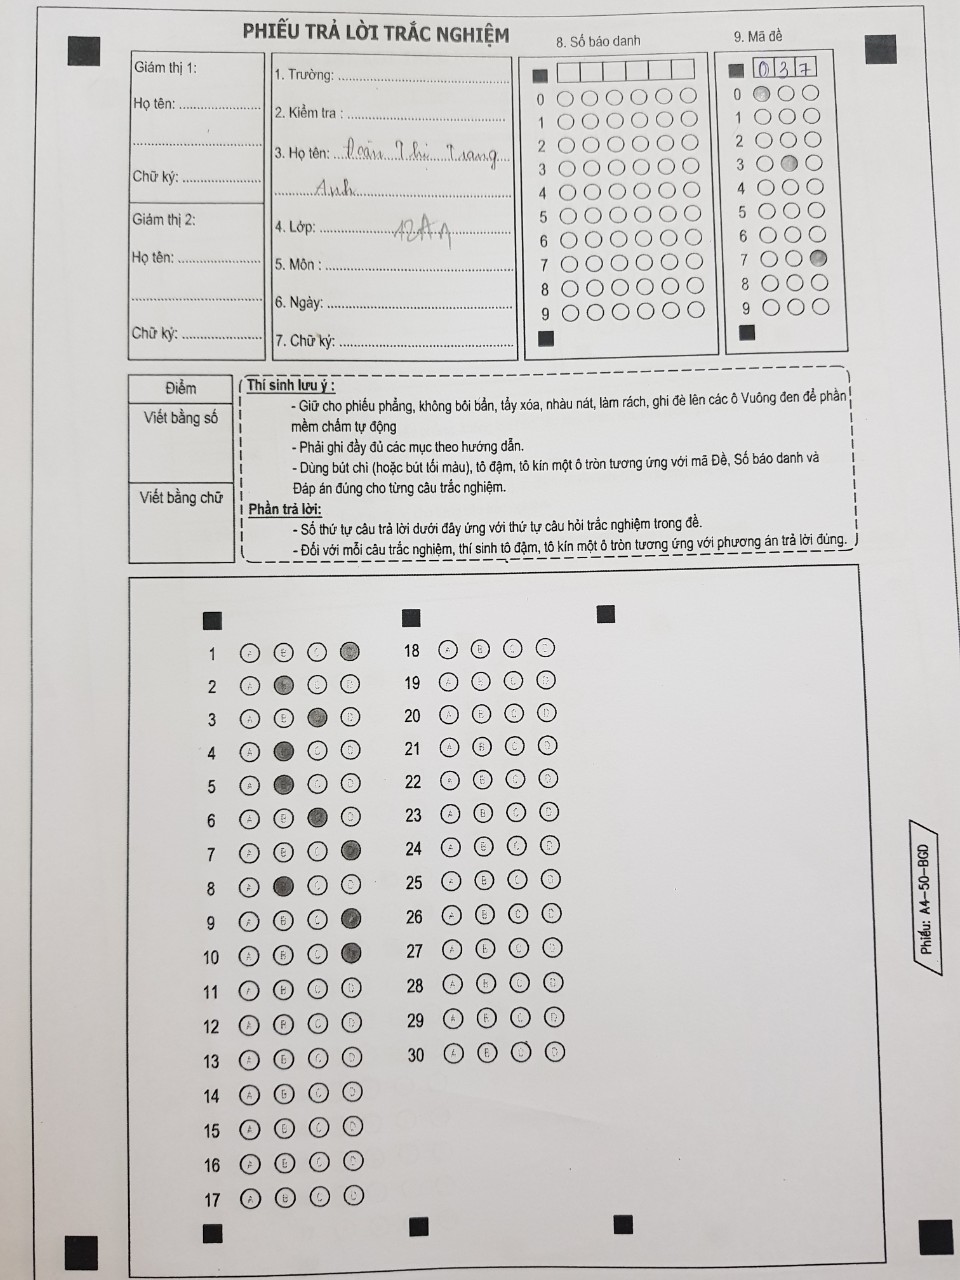 PHIẾU TRẢ LỜI TRẮC NGHIỆM
Giám thị 1:
Họ tên:
Chữ ký:
Giám thị 2:
Họ tên:
Chữ ký:
1. Trường:
2. Kiểm tra :
3. Họ tên: Đoàn Thị Trang
Anh
4. Lớp: 12A1
5. Môn :
6. Ngày:
7. Chữ ký:
8. Số báo danh
0
1
2
3
4
5
6
7
8
9
9. Mã đề
0 3 7
0
1
2
3
4
5
6
7
8
9
Điểm
Viết bằng số
Viết bằng chữ
Thí sinh lưu ý :
- Giữ cho phiếu phẳng, không bôi bẩn, tẩy xóa, nhàu nát, làm rách, ghi đè lên các ô Vuông đen để phần
mềm chấm tự động
- Phải ghi đầy đủ các mục theo hướng dẫn.
- Dùng bút chì (hoặc bút tối màu), tô đậm, tô kín một ô tròn tương ứng với mã Đề, Số báo danh và
Đáp án đúng cho từng câu trắc nghiệm.
Phần trả lời:
- Số thứ tự câu trả lời dưới đây ứng với thứ tự câu hỏi trắc nghiệm trong đề.
- Đối với mỗi câu trắc nghiệm, thí sinh tô đậm, tô kín một ô tròn tương ứng với phương án trả lời đúng.
1 A B C
2 A C D
3 A B D
4 A C D
5 A C D
6 A B D
7 A B C
8 A C D
9 A B C
10 A B C
11 A B C D
12 A B C D
13 A B C D
14 A B C D
15 A B C D
16 A B C D
17 A B C D
18 A B C D
19 A B C D
20 A B C D
21 A B C D
22 A B C D
23 A B C D
24 A B C D
25 A B C D
26 A B C D
27 A B C D
28 A B C D
29 A B C D
30 A B C D
Phiếu: A4-50-BGD